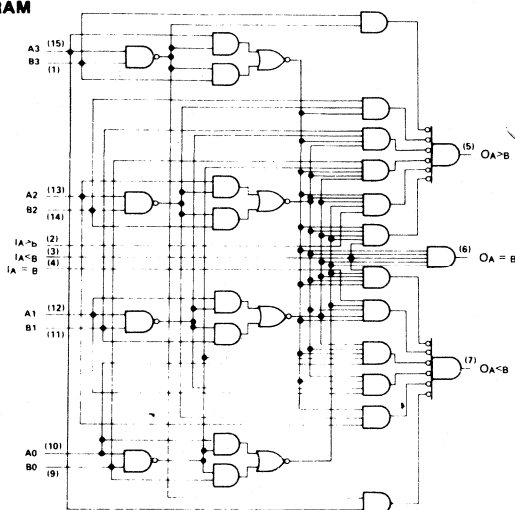 RAM
A3 (15)
B3 (1)
A2 (13)
B2 (14)
IA>b (2)
IA<B (3)
IA = B (4)
A1 (12)
B1 (11)
A0 (10)
B0 (9)
(5) OA>B
(6) OA = B
(7) OA<B